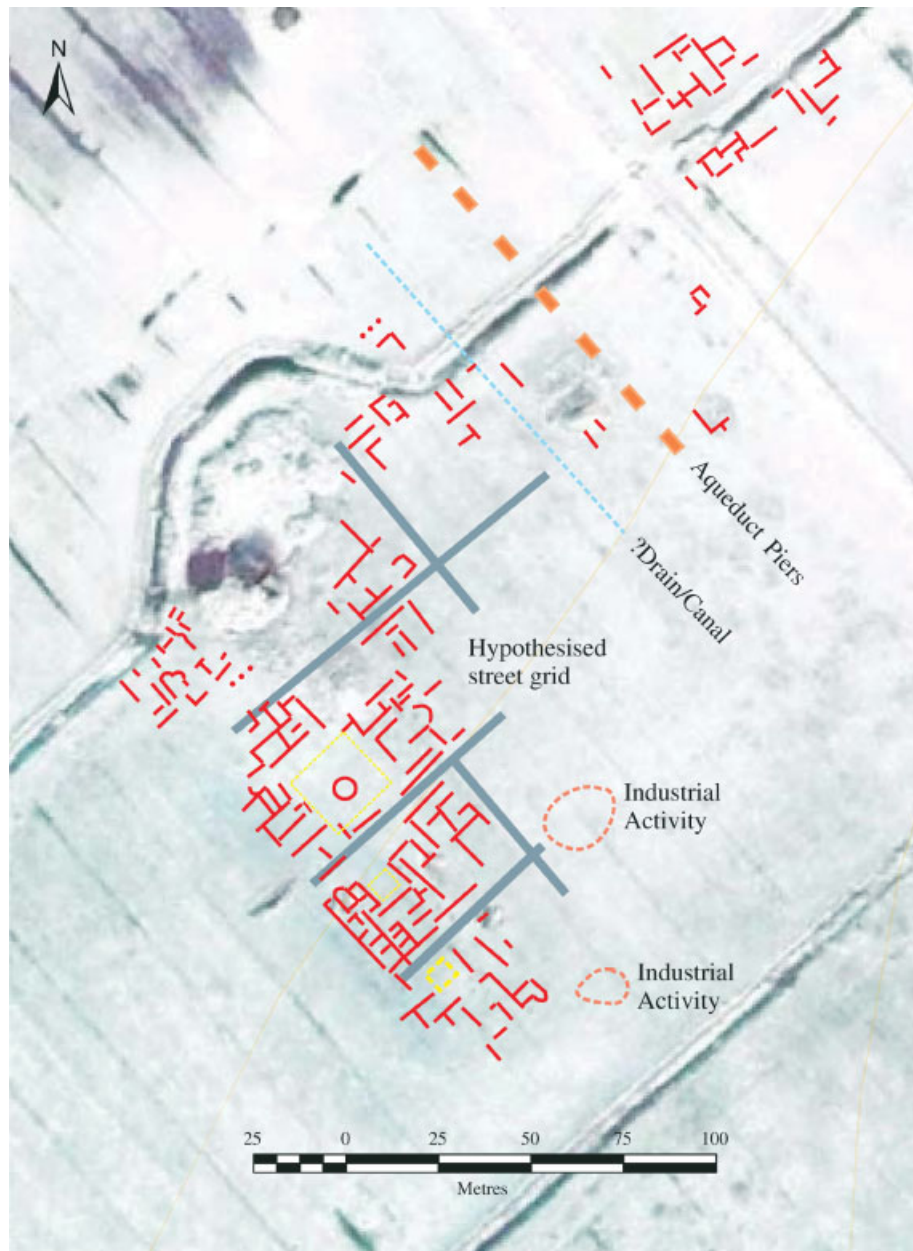 N
Aqueduct Piers
?Drain/Canal
Hypothesised
street grid
Industrial
Activity
Industrial
Activity
25 0 25 50 75 100
Metres